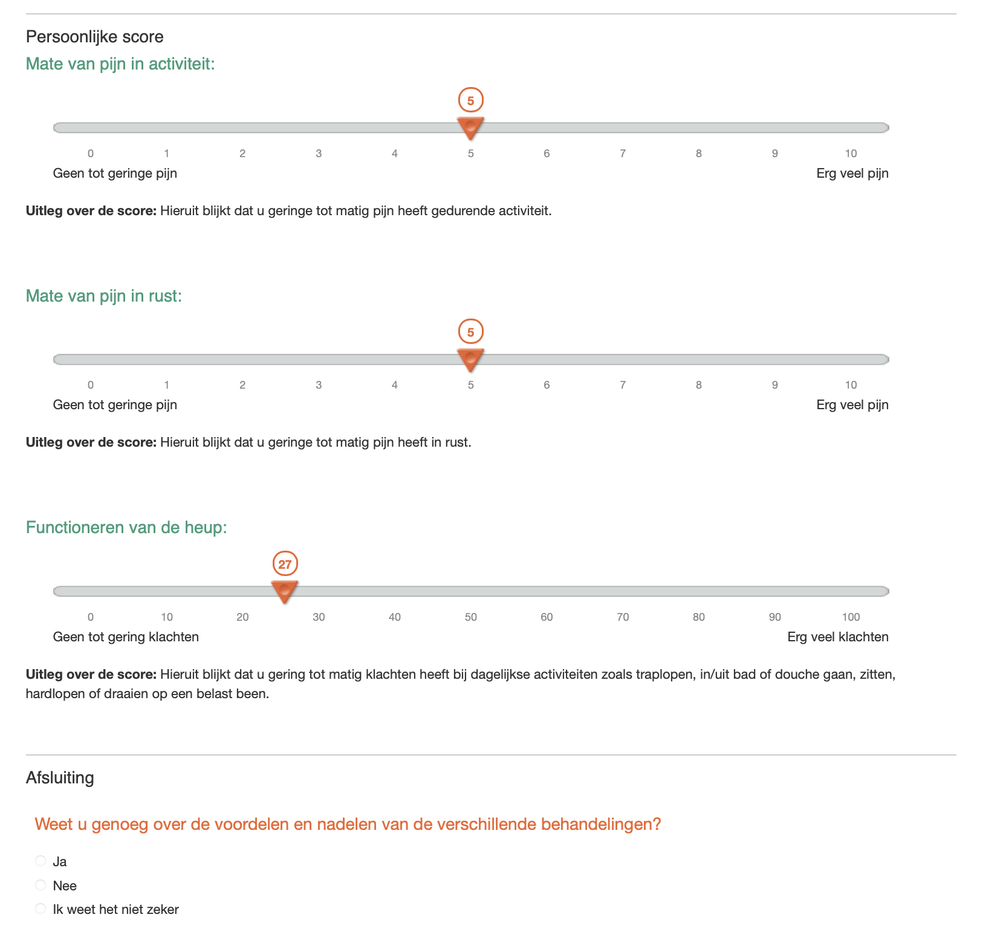 Persoonlijke score
Mate van pijn in activiteit:
5
0 1 2 3 4 5 6 7 8 9 10
Geen tot geringe pijn Erg veel pijn
Uitleg over de score: Hieruit blijkt dat u geringe tot matig pijn heeft gedurende activiteit.
Mate van pijn in rust:
5
0 1 2 3 4 5 6 7 8 9 10
Geen tot geringe pijn Erg veel pijn
Uitleg over de score: Hieruit blijkt dat u geringe tot matig pijn heeft in rust.
Functioneren van de heup:
27
0 10 20 30 40 50 60 70 80 90 100
Geen tot gering klachten Erg veel klachten
Uitleg over de score: Hieruit blijkt dat u gering tot matig klachten heeft bij dagelijkse activiteiten zoals traplopen, in/uit bad of douche gaan, zitten,
hardlopen of draaien op een belast been.
Afsluiting
Weet u genoeg over de voordelen en nadelen van de verschillende behandelingen?
Ja
Nee
Ik weet het niet zeker